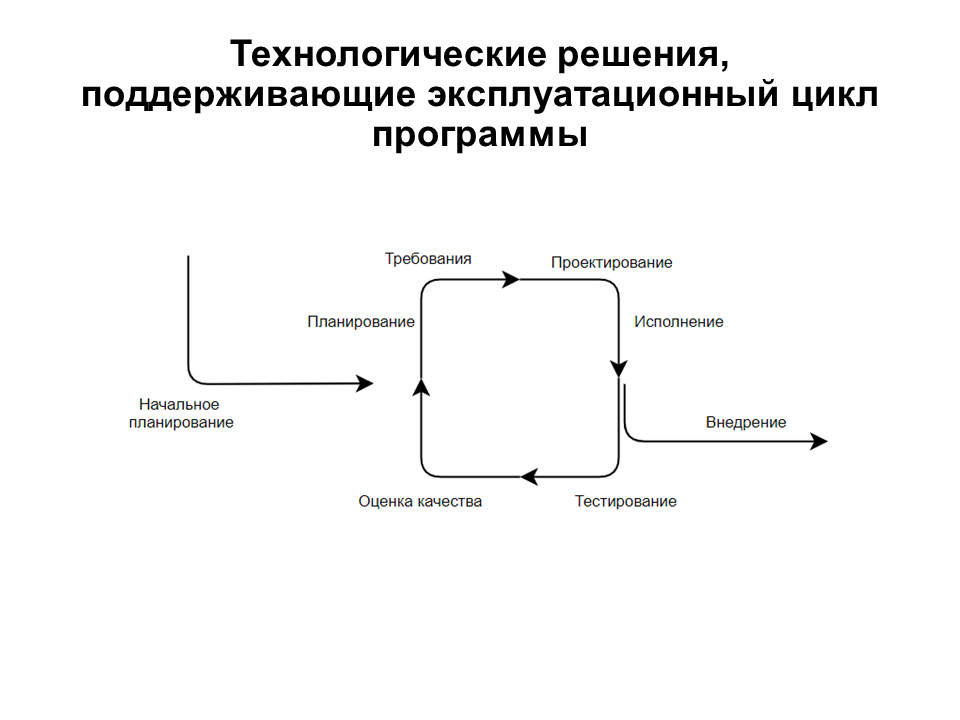 Технологические решения,
поддерживающие эксплуатационный цикл
программы
Требования
Проектирование
Планирование
Исполнение
Начальное
планирование
Внедрение
Оценка качества
Тестирование